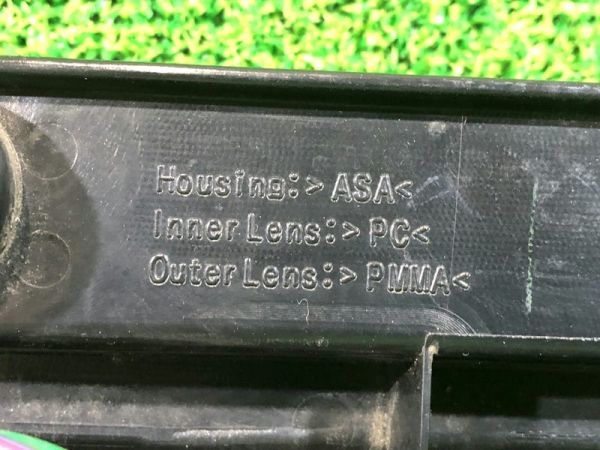 Housing:>ASA<
Inner Lens:>PC<
Outer Lens:>PMMA<